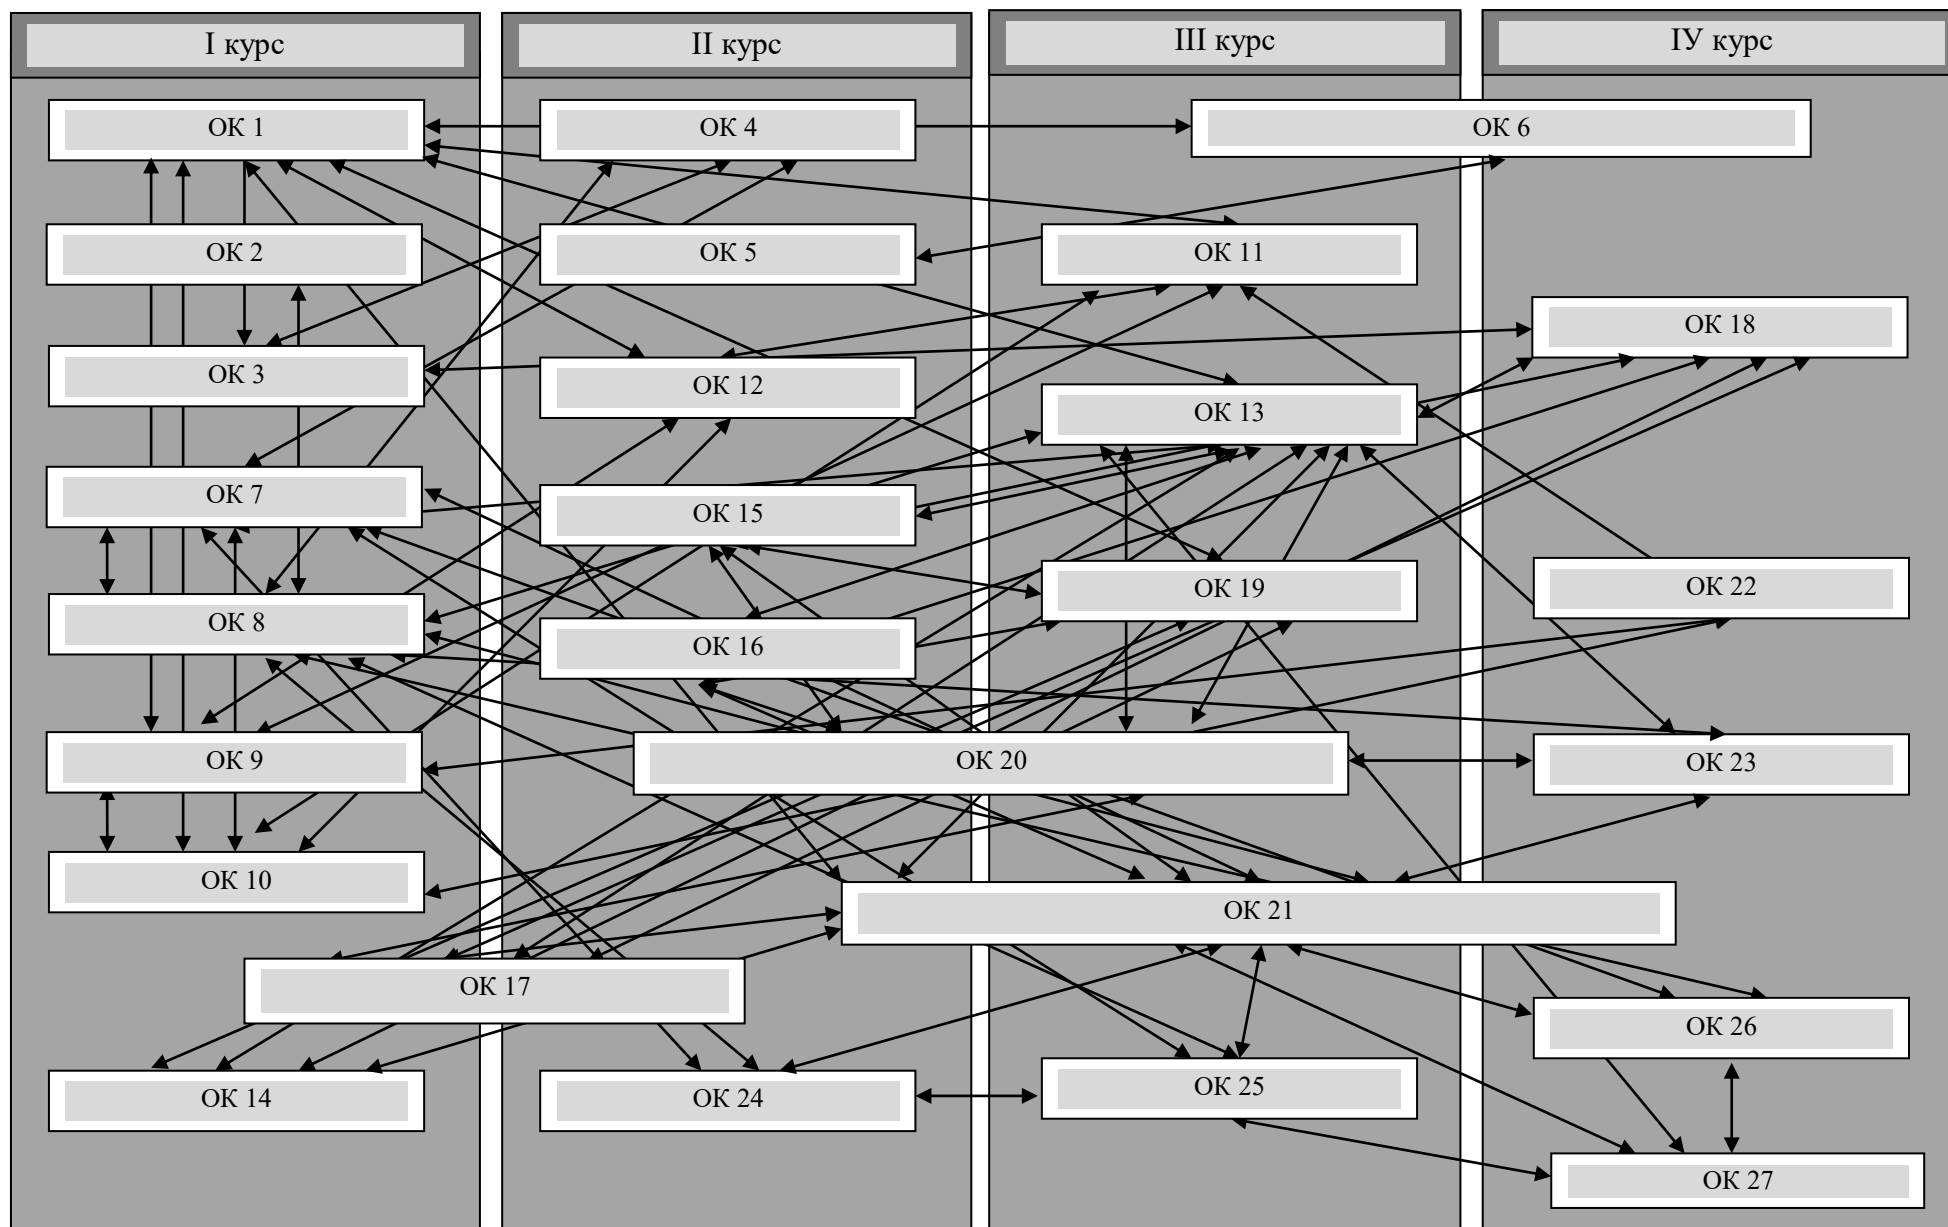 І курс
ІІ курс
ІІІ курс
ІУ курс
ОК 1
ОК 4
ОК 6
ОК 2
ОК 5
ОК 11
ОК 18
ОК 3
ОК 12
ОК 13
ОК 7
ОК 15
ОК 8
ОК 16
ОК 19
ОК 22
ОК 9
ОК 20
ОК 23
ОК 10
ОК 21
ОК 17
ОК 26
ОК 14
ОК 24
ОК 25
ОК 27